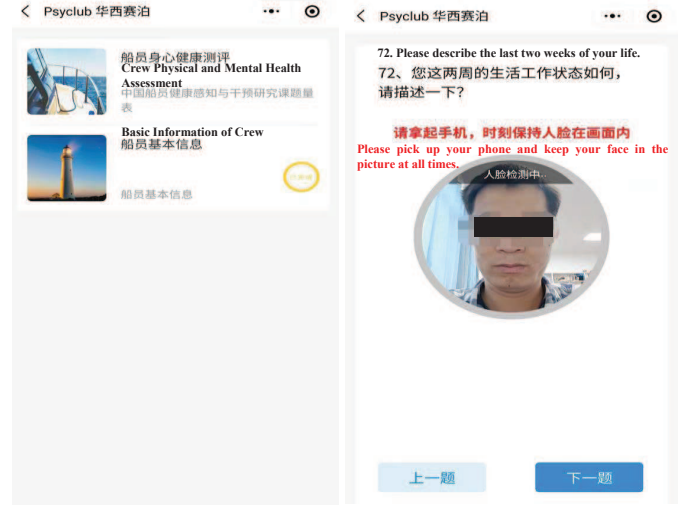 Psyclub 华西赛泊
船员身心健康测评
Crew Physical and Mental Health
Assessment
中国船员健康感知与干预研究课题量
表
Basic Information of Crew
船员基本信息
船员基本信息
Psyclub 华西赛泊
72. Please describe the last two weeks of your life.
72、您这两周的生活工作状态如何，
请描述一下？
请拿起手机，时刻保持人脸在画面内
Please pick up your phone and keep your face in the
picture at all times.
人脸检测中..
上一题
下一题